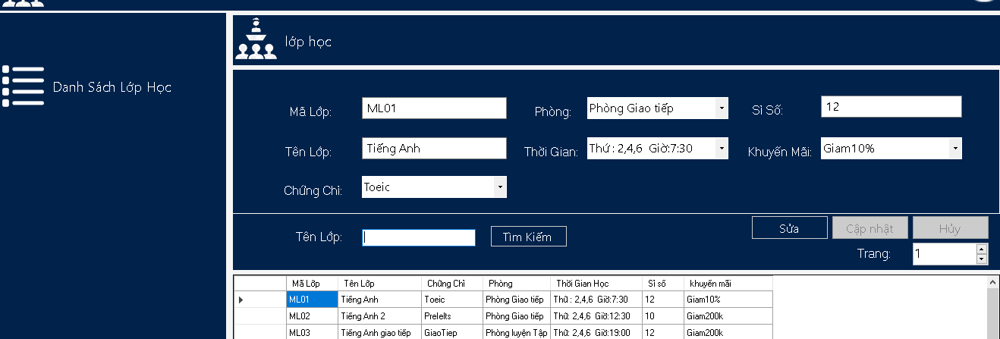 lớp học
Danh Sách Lớp Học
Mã Lớp: ML01 Phòng: Phòng Giao tiếp Sỉ Số: 12
Tên Lớp: Tiếng Anh Thời Gian: Thứ : 2,4,6 Giờ:7:30 Khuyến Mãi: Giam10%
Chứng Chỉ: Toeic
Tên Lớp: Tìm Kiếm Sửa Cập nhật Hủy
Trang: 1
Mã Lớp Tên Lớp Chứng Chỉ Phòng Thời Gian Học Sỉ số khuyến mãi
ML01 Tiếng Anh Toeic Phòng Giao tiếp Thứ : 2,4,6 Giờ:7:30 12 Giam10%
ML02 Tiếng Anh 2 PreIelts Phòng Giao tiếp Thứ: 2,4,6 Giờ:12:30 10 Giam200k
ML03 Tiếng Anh giao tiếp GiaoTiep Phòng luyện Tập Thứ: 2,4,6 Giờ:19:00 12 Giam200k